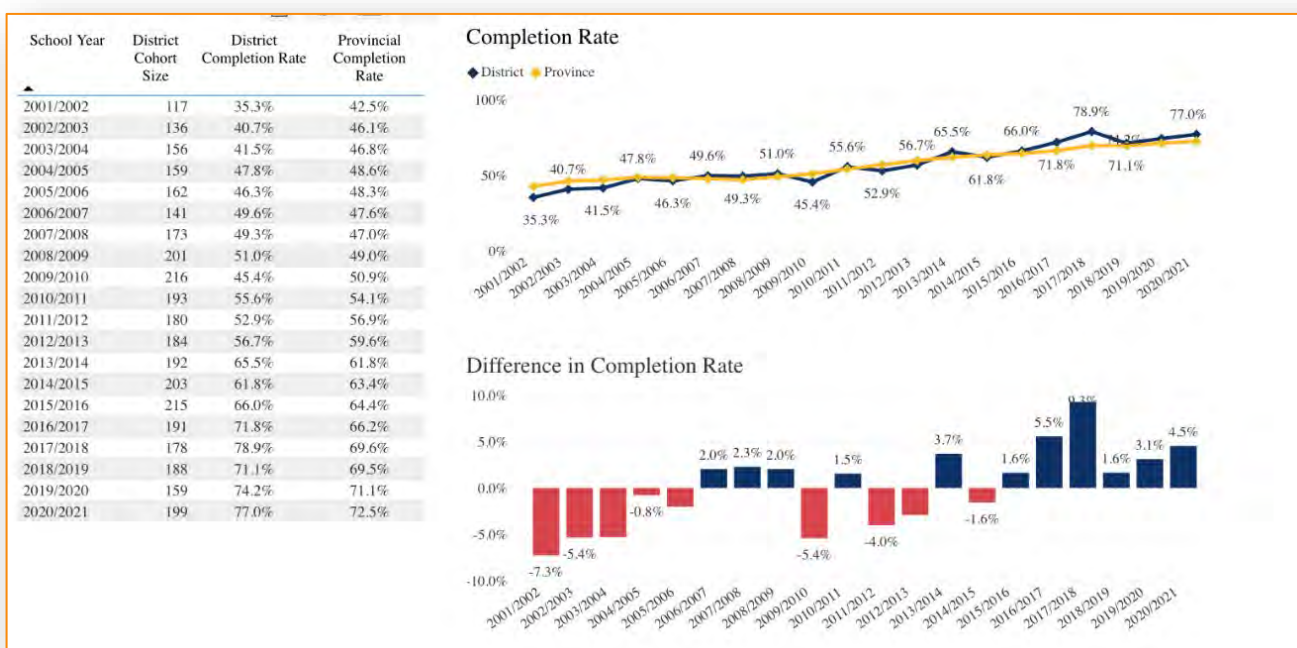 School Year District Cohort Size District Completion Rate Provincial Completion Rate
2001/2002 117 35.3% 42.5%
2002/2003 136 40.7% 46.1%
2003/2004 156 41.5% 46.8%
2004/2005 159 47.8% 48.6%
2005/2006 162 46.3% 48.3%
2006/2007 141 49.6% 47.6%
2007/2008 173 49.3% 47.0%
2008/2009 201 51.0% 49.0%
2009/2010 216 45.4% 50.9%
2010/2011 193 55.6% 54.1%
2011/2012 180 52.9% 56.9%
2012/2013 184 56.7% 59.6%
2013/2014 192 65.5% 61.8%
2014/2015 203 61.8% 63.4%
2015/2016 215 66.0% 64.4%
2016/2017 191 71.8% 66.2%
2017/2018 178 78.9% 69.6%
2018/2019 188 71.1% 69.5%
2019/2020 159 74.2% 71.1%
2020/2021 199 77.0% 72.5%
Completion Rate
District Province
100%
50%
0%
35.3% 40.7% 41.5% 47.8% 46.3% 49.6% 49.3% 51.0% 45.4% 55.6% 52.9% 56.7% 65.5% 61.8% 66.0% 71.8% 78.9% 71.1% 77.0%
2001/2002 2002/2003 2003/2004 2004/2005 2005/2006 2006/2007 2007/2008 2008/2009 2009/2010 2010/2011 2011/2012 2012/2013 2013/2014 2014/2015 2015/2016 2016/2017 2017/2018 2018/2019 2019/2020 2020/2021
Difference in Completion Rate
10.0%
5.0%
0.0%
-5.0%
-10.0%
-7.3% -5.4% -0.8% 2.0% 2.3% 2.0% -5.4% 1.5% -4.0% 3.7% -1.6% 1.6% 5.5% 9.3% 1.6% 3.1% 4.5%
2001/2002 2002/2003 2003/2004 2004/2005 2005/2006 2006/2007 2007/2008 2008/2009 2009/2010 2010/2011 2011/2012 2012/2013 2013/2014 2014/2015 2015/2016 2016/2017 2017/2018 2018/2019 2019/2020 2020/2021